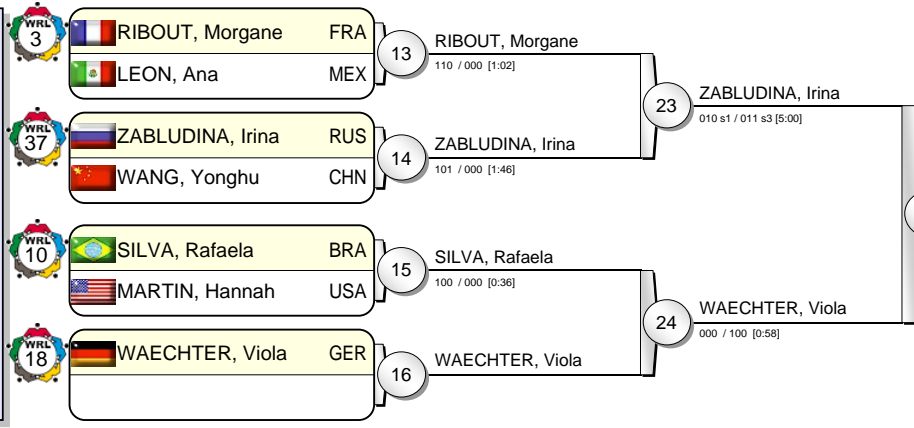 WRL
3
RIBOUT, Morgane FRA
LEON, Ana MEX
13
RIBOUT, Morgane
110 / 000 [1:02]
WRL
37
ZABLUDINA, Irina RUS
WANG, Yonghu CHN
14
ZABLUDINA, Irina
101 / 000 [1:46]
23
ZABLUDINA, Irina
010 s1 / 011 s3 [5:00]
WRL
10
SILVA, Rafaela BRA
MARTIN, Hannah USA
15
SILVA, Rafaela
100 / 000 [0:36]
WRL
18
WAECHTER, Viola GER
16
WAECHTER, Viola
24
WAECHTER, Viola
000 / 100 [0:58]